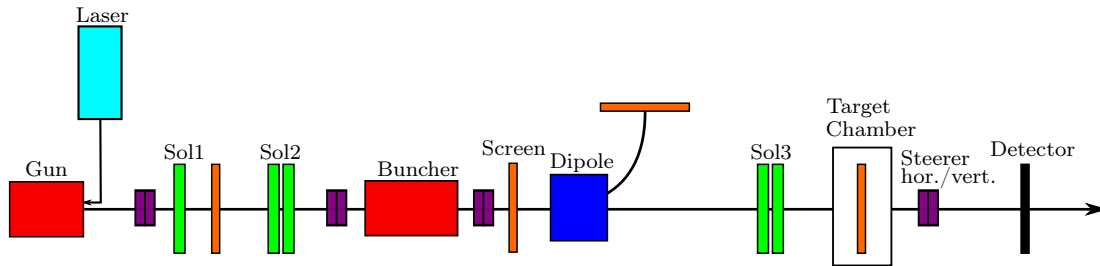 Laser
Gun
Sol1
Sol2
Buncher
Screen
Dipole
Sol3
Target
Chamber
Steerer
hor./vert.
Detector